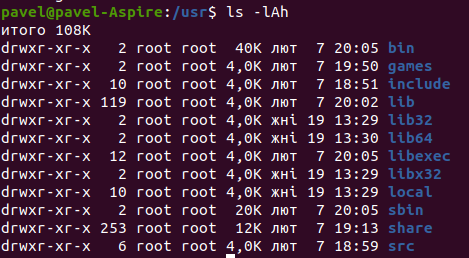 pavel@pavel-Aspire:/usr$ ls -lAh
итого 108K
drwxr-xr-x   2 root root  40K лют  7 20:05 bin
drwxr-xr-x   2 root root 4,0K лют  7 19:50 games
drwxr-xr-x  10 root root 4,0K лют  7 18:51 include
drwxr-xr-x 119 root root 4,0K лют  7 20:02 lib
drwxr-xr-x   2 root root 4,0K жні 19 13:29 lib32
drwxr-xr-x   2 root root 4,0K жні 19 13:30 lib64
drwxr-xr-x  12 root root 4,0K лют  7 20:05 libexec
drwxr-xr-x   2 root root 4,0K жні 19 13:29 libx32
drwxr-xr-x  10 root root 4,0K жні 19 13:29 local
drwxr-xr-x   2 root root  20K лют  7 20:05 sbin
drwxr-xr-x 253 root root  12K лют  7 19:13 share
drwxr-xr-x   6 root root 4,0K лют  7 18:59 src